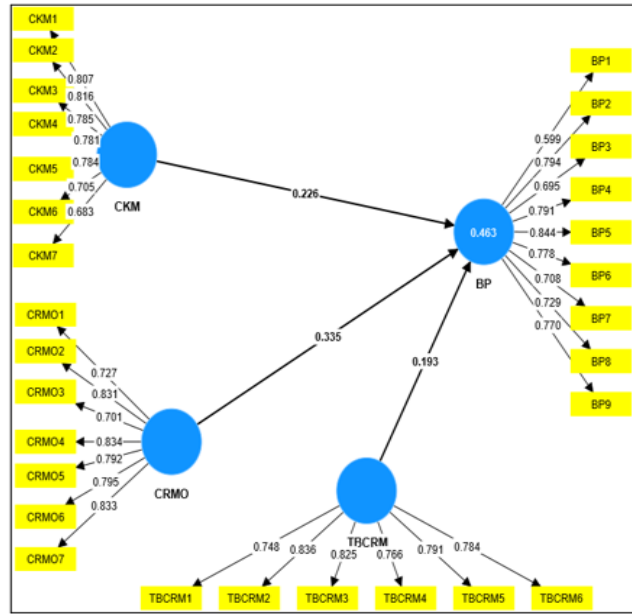 CKM1
CKM2
CKM3
CKM4
CKM5
CKM6
CKM7
0.807
0.816
0.785
0.781
0.784
0.705
0.683
CKM
0.226
BP1
BP2
BP3
BP4
BP5
BP6
BP7
BP8
BP9
0.599
0.794
0.695
0.791
0.844
0.778
0.708
0.729
0.770
0.463
BP
0.335
0.193
CRMO1
CRMO2
CRMO3
CRMO4
CRMO5
CRMO6
CRMO7
0.727
0.831
0.701
0.834
0.792
0.795
0.833
CRMO
TBCRM
0.748
0.836
0.825
0.766
0.791
0.784
TBCRM1
TBCRM2
TBCRM3
TBCRM4
TBCRM5
TBCRM6